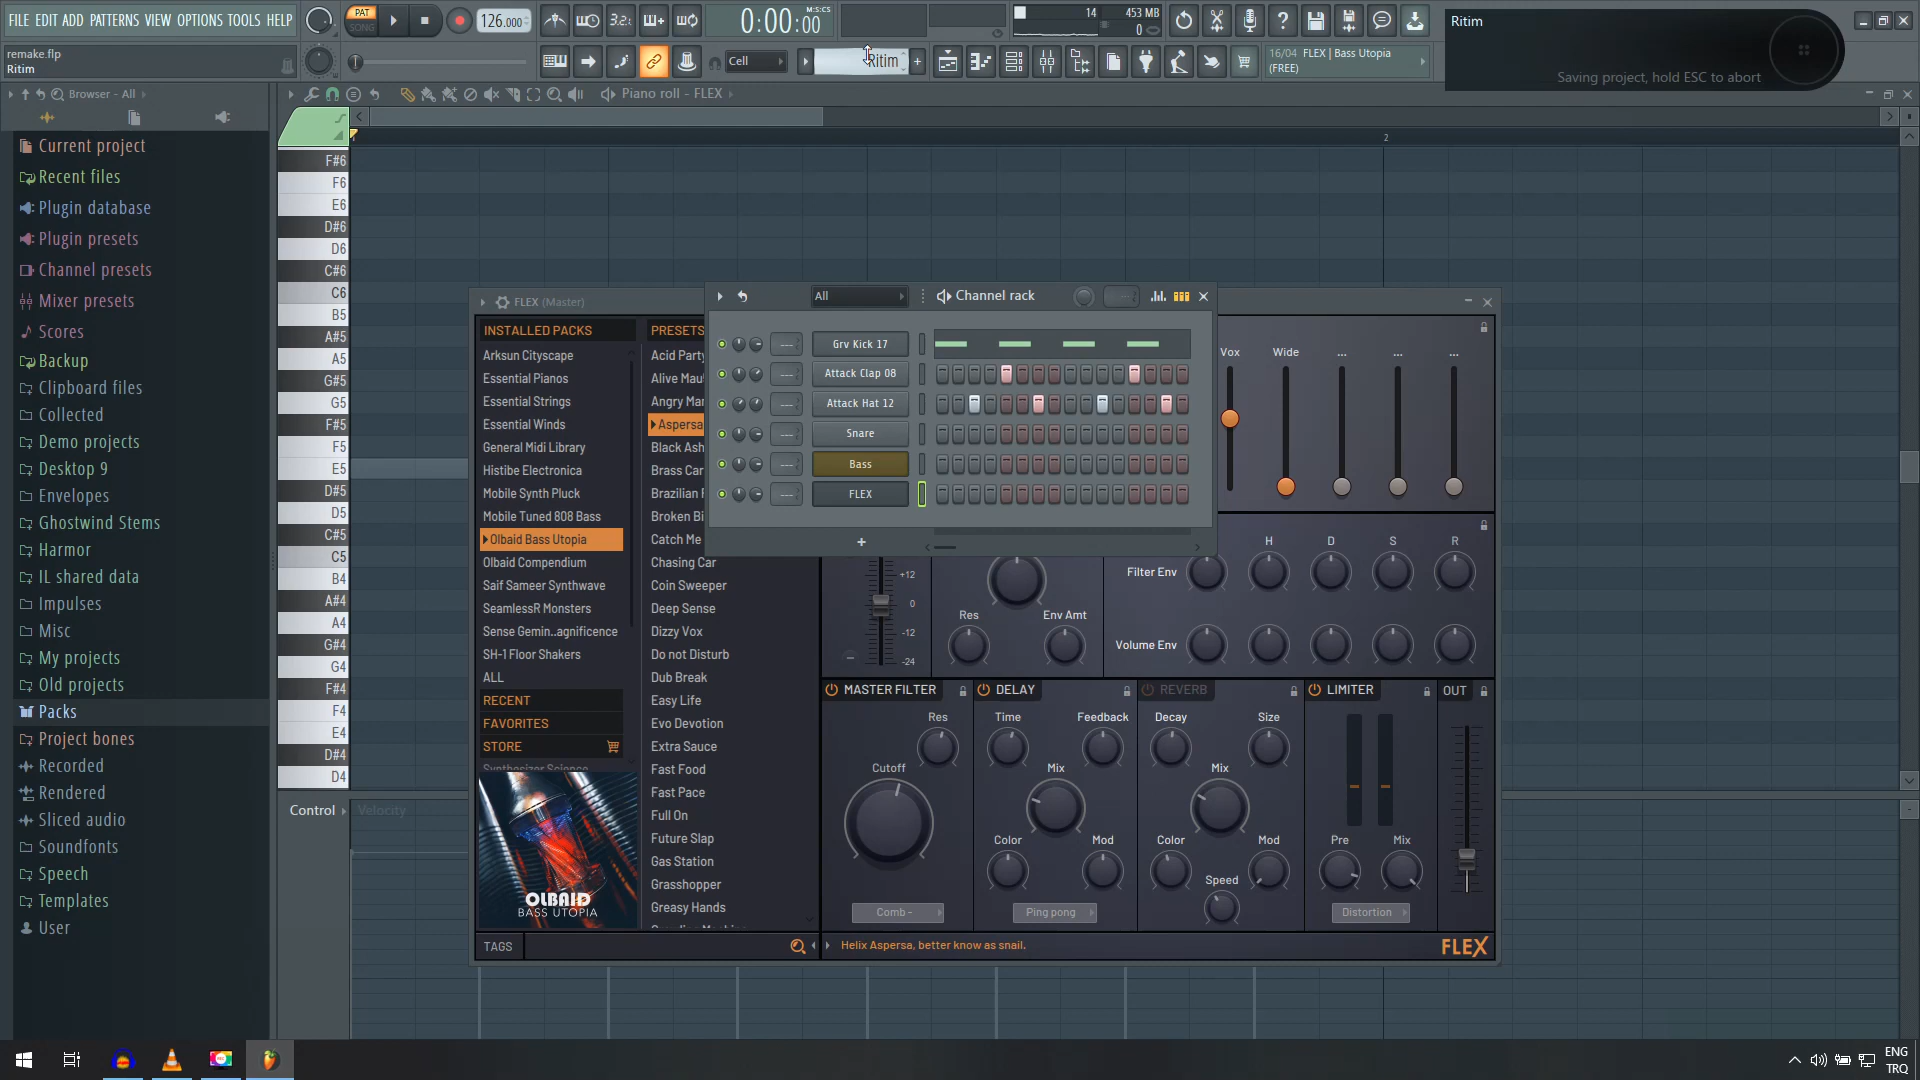 FILE EDIT ADD PATTERNS VIEW OPTIONS TOOLS HELP
PAT
SONG
126.000
3.2.
0:00:00
M:S:CS
14
453 MB
0
Ritim
Saving project, hold ESC to abort
remake.flp
Ritim
Cell
Ritim
16/04 FLEX | Bass Utopia
(FREE)
Browser - All
Piano roll - FLEX
Current project
Recent files
Plugin database
Plugin presets
Channel presets
Mixer presets
Scores
Backup
Clipboard files
Collected
Demo projects
Desktop 9
Envelopes
Ghostwind Stems
Harmor
IL shared data
Impulses
Misc
My projects
Old projects
Packs
Project bones
Recorded
Rendered
Sliced audio
Soundfonts
Speech
Templates
User
2
F#6
F6
E6
D#6
D6
C#6
C6
B5
A#5
A5
G#5
G5
F#5
F5
E5
D#5
D5
C#5
C5
B4
A#4
A4
G#4
G4
F#4
F4
E4
D#4
D4
Control
Velocity
FLEX (Master)
INSTALLED PACKS
Arksun Cityscape
Essential Pianos
Essential Strings
Essential Winds
General Midi Library
Histibe Electronica
Mobile Synth Pluck
Mobile Tuned 808 Bass
Olbaid Bass Utopia
Olbaid Compendium
Saif Sameer Synthwave
SeamlessR Monsters
Sense Gemin..agnificence
SH-1 Floor Shakers
ALL
RECENT
FAVORITES
STORE
Synthesizer Science
OLBAID
BASS UTOPIA
TAGS
PRESETS
Acid Party
Alive Mau
Angry Mar
Aspersa
Black Ash
Brass Car
Brazilian F
Broken Bi
Catch Me
Chasing Car
Coin Sweeper
Deep Sense
Dizzy Vox
Do not Disturb
Dub Break
Easy Life
Evo Devotion
Extra Sauce
Fast Food
Fast Pace
Full On
Future Slap
Gas Station
Grasshopper
Greasy Hands
All
Channel rack
---
Grv Kick 17
---
Attack Clap 08
---
Attack Hat 12
---
Snare
---
Bass
---
FLEX
+
Vox
Wide
...
...
...
+12
0
-12
-24
Res
Env Amt
H
D
S
R
Filter Env
Volume Env
MASTER FILTER
Res
Cutoff
Comb -
DELAY
Time
Feedback
Mix
Color
Mod
Ping pong
REVERB
Decay
Size
Mix
Color
Mod
Speed
LIMITER
Pre
Mix
Distortion
OUT
Helix Aspersa, better know as snail.
FLEX
ENG
TRQ